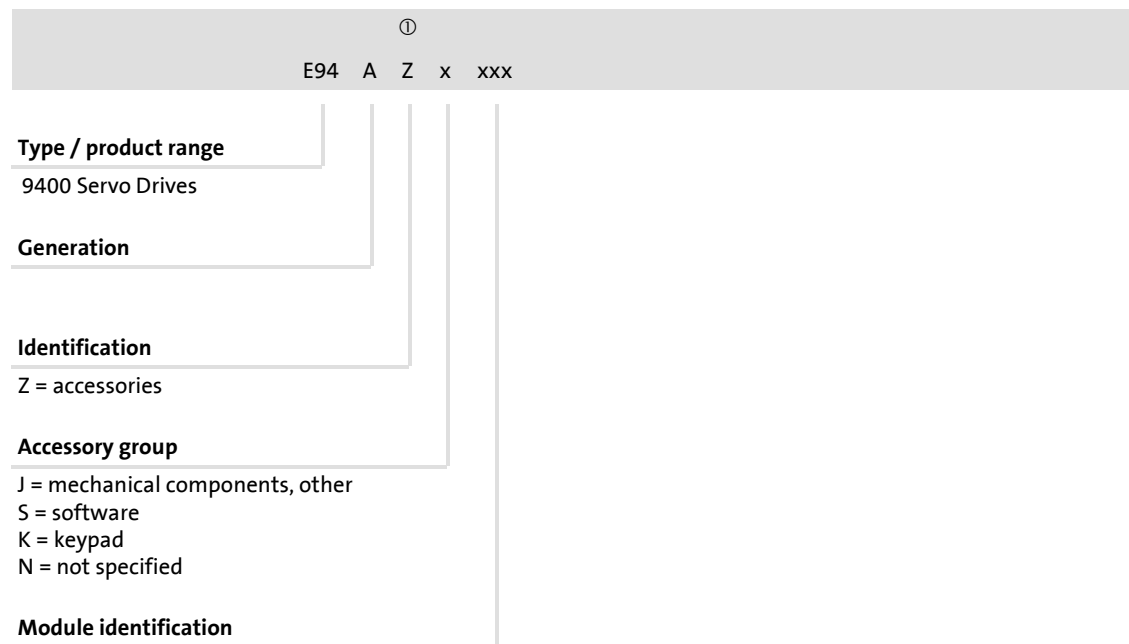 ①
E94 A Z x xxx
Type / product range
9400 Servo Drives
Generation
Identification
Z = accessories
Accessory group
J = mechanical components, other
S = software
K = keypad
N = not specified
Module identification